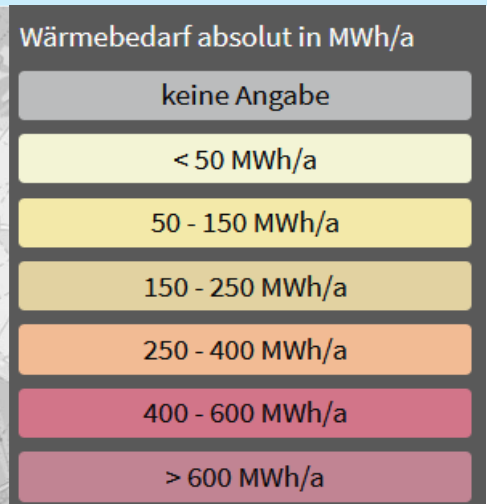 Wärmebedarf absolut in MWh/a
keine Angabe
< 50 MWh/a
50 - 150 MWh/a
150 - 250 MWh/a
250 - 400 MWh/a
400 - 600 MWh/a
> 600 MWh/a